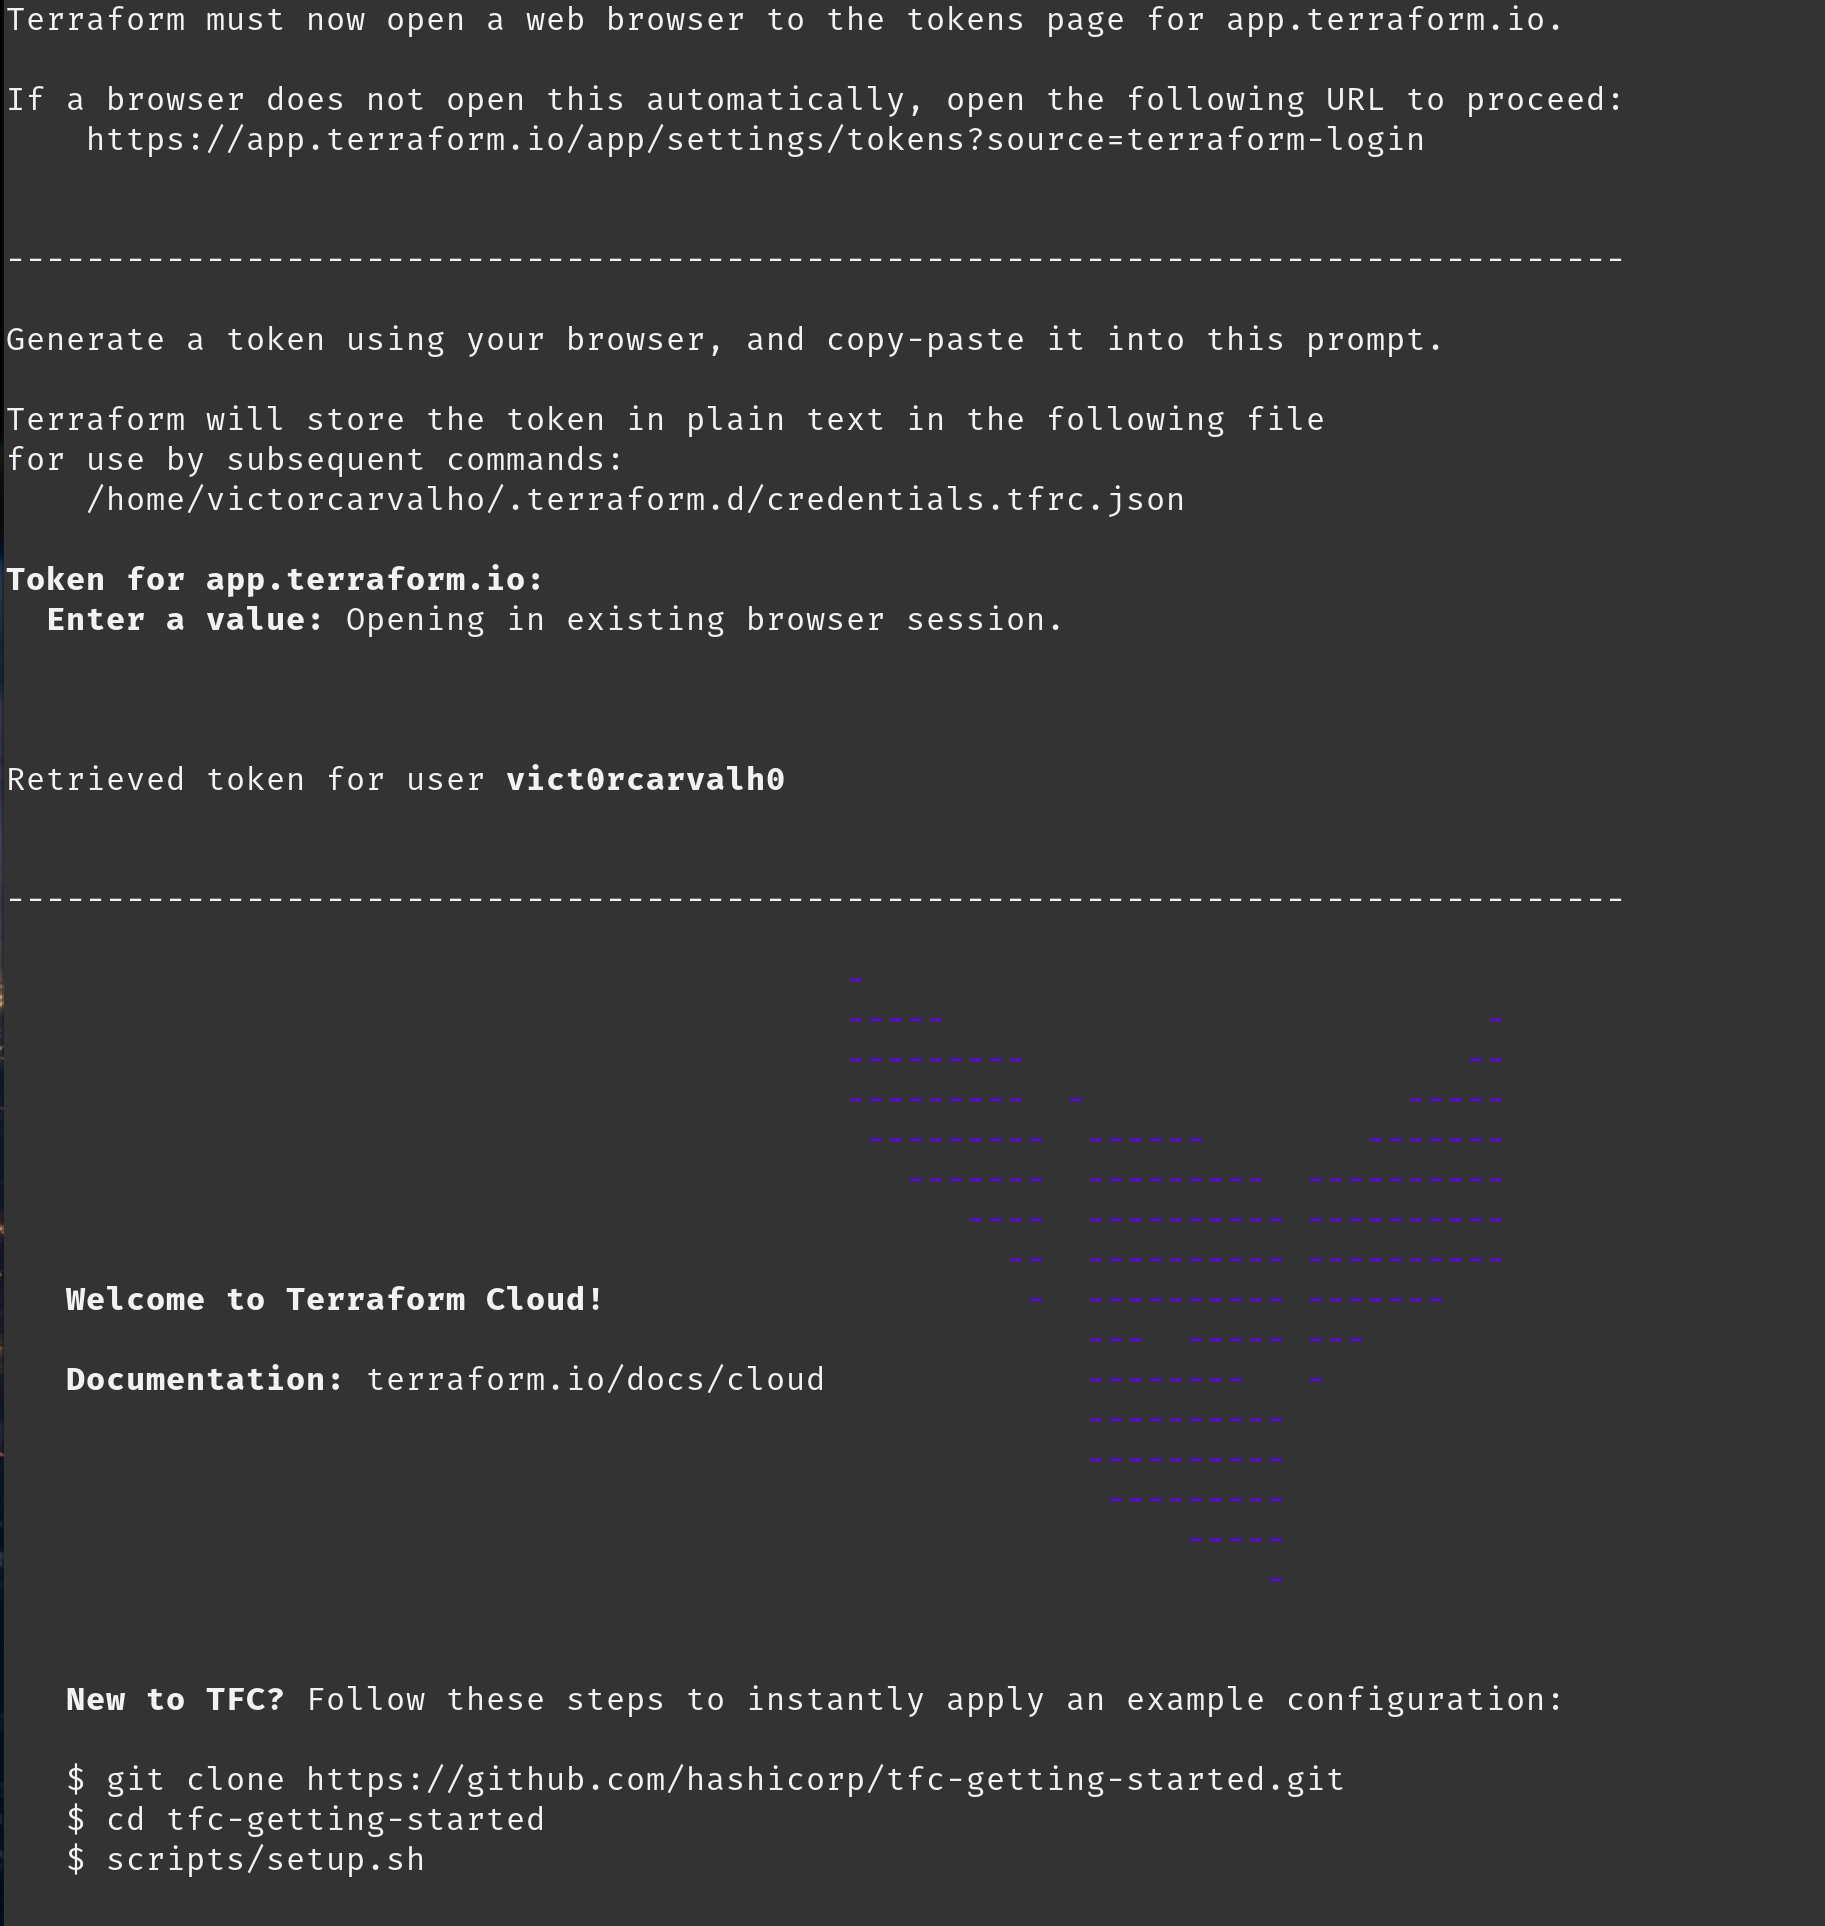 Terraform must now open a web browser to the tokens page for app.terraform.io.
If a browser does not open this automatically, open the following URL to proceed:
https://app.terraform.io/app/settings/tokens?source=terraform-login
---------------------------------------------------------------------------------
Generate a token using your browser, and copy-paste it into this prompt.
Terraform will store the token in plain text in the following file
for use by subsequent commands:
/home/victorcarvalho/.terraform.d/credentials.tfrc.json
Token for app.terraform.io:
Enter a value: Opening in existing browser session.
Retrieved token for user vict0rcarvalh0
---------------------------------------------------------------------------------
Welcome to Terraform Cloud!
Documentation: terraform.io/docs/cloud
New to TFC? Follow these steps to instantly apply an example configuration:
$ git clone https://github.com/hashicorp/tfc-getting-started.git
$ cd tfc-getting-started
$ scripts/setup.sh